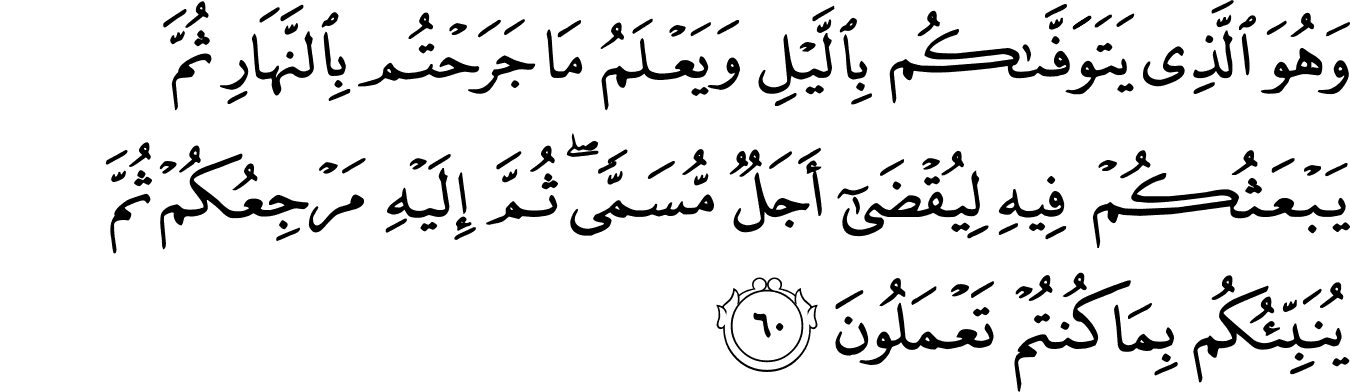 وَهُوَ ٱلَّذِى يَتَوَفَّىٰكُم بِٱلَّيْلِ وَيَعْلَمُ مَا جَرَحْتُم بِٱلنَّهَارِ ثُمَّ
يَبْعَثُكُمْ فِيهِ لِيُقْضَىٰٓ أَجَلٌ مُّسَمًّى ۖ ثُمَّ إِلَيْهِ مَرْجِعُكُمْ ثُمَّ
يُنَبِّئُكُم بِمَا كُنتُمْ تَعْمَلُونَ ٦٠